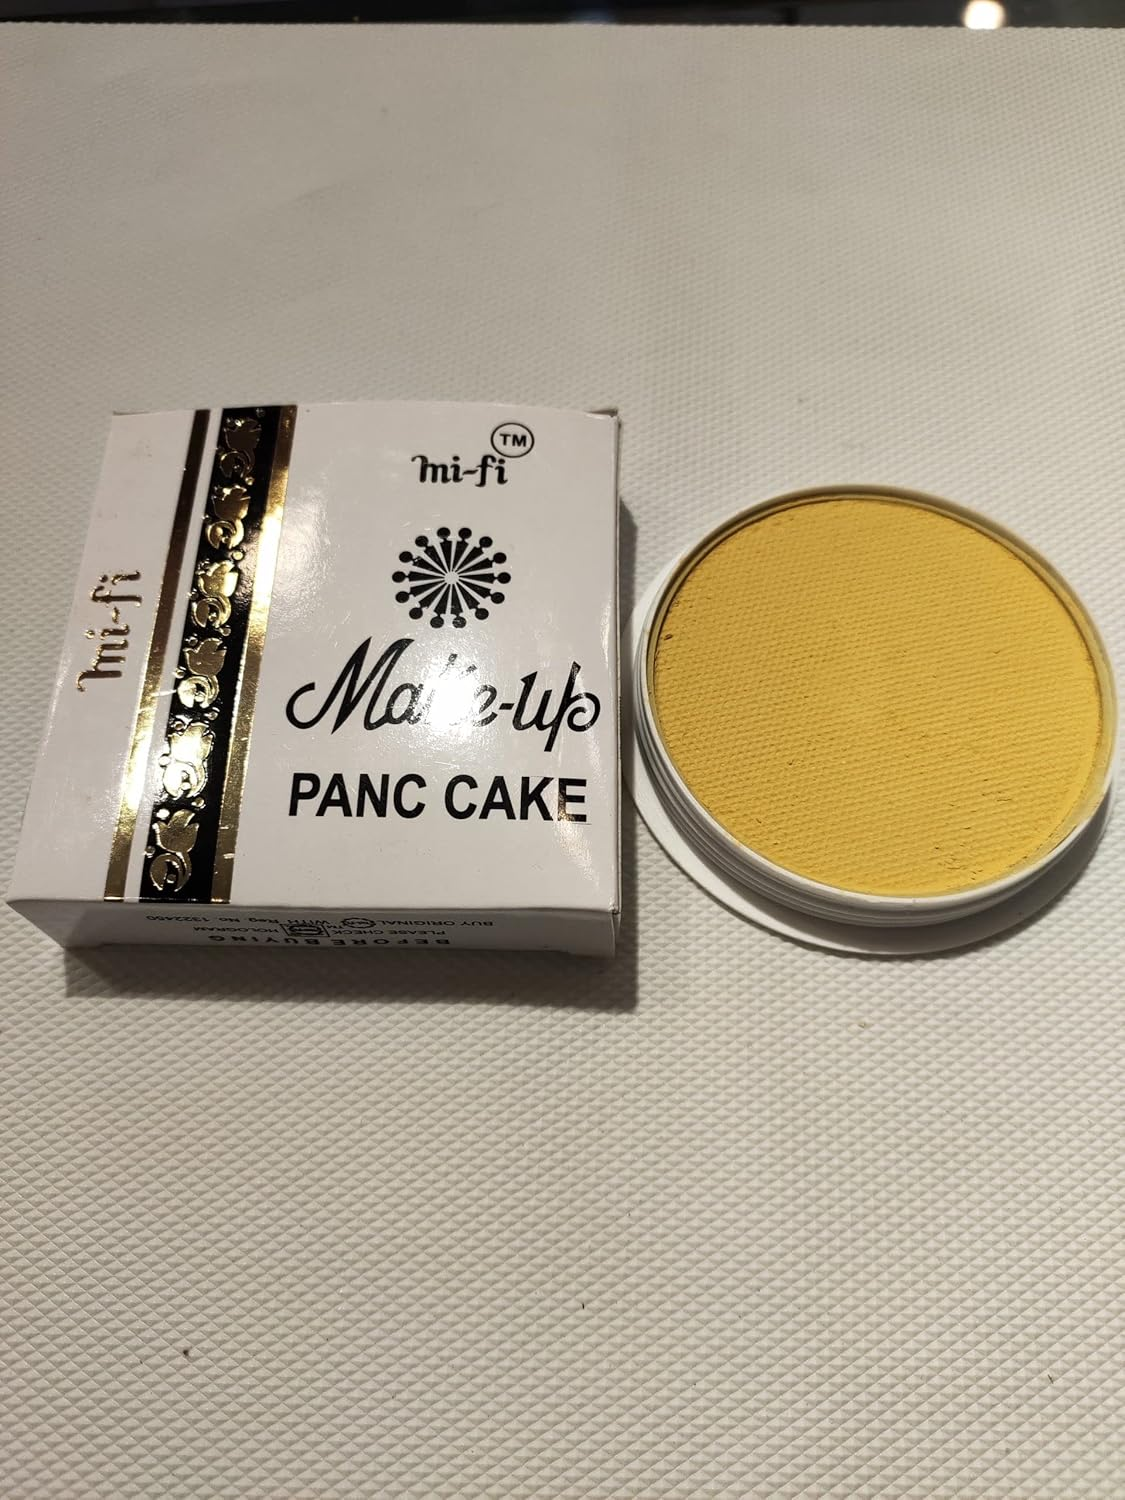 mi-fi
TM
mi-fi
Make-up
PANC CAKE
BEFORE BUYING
PLEASE CHECK HOLOGRAM
BUY ORIGINAL WITH Reg No. 1322450